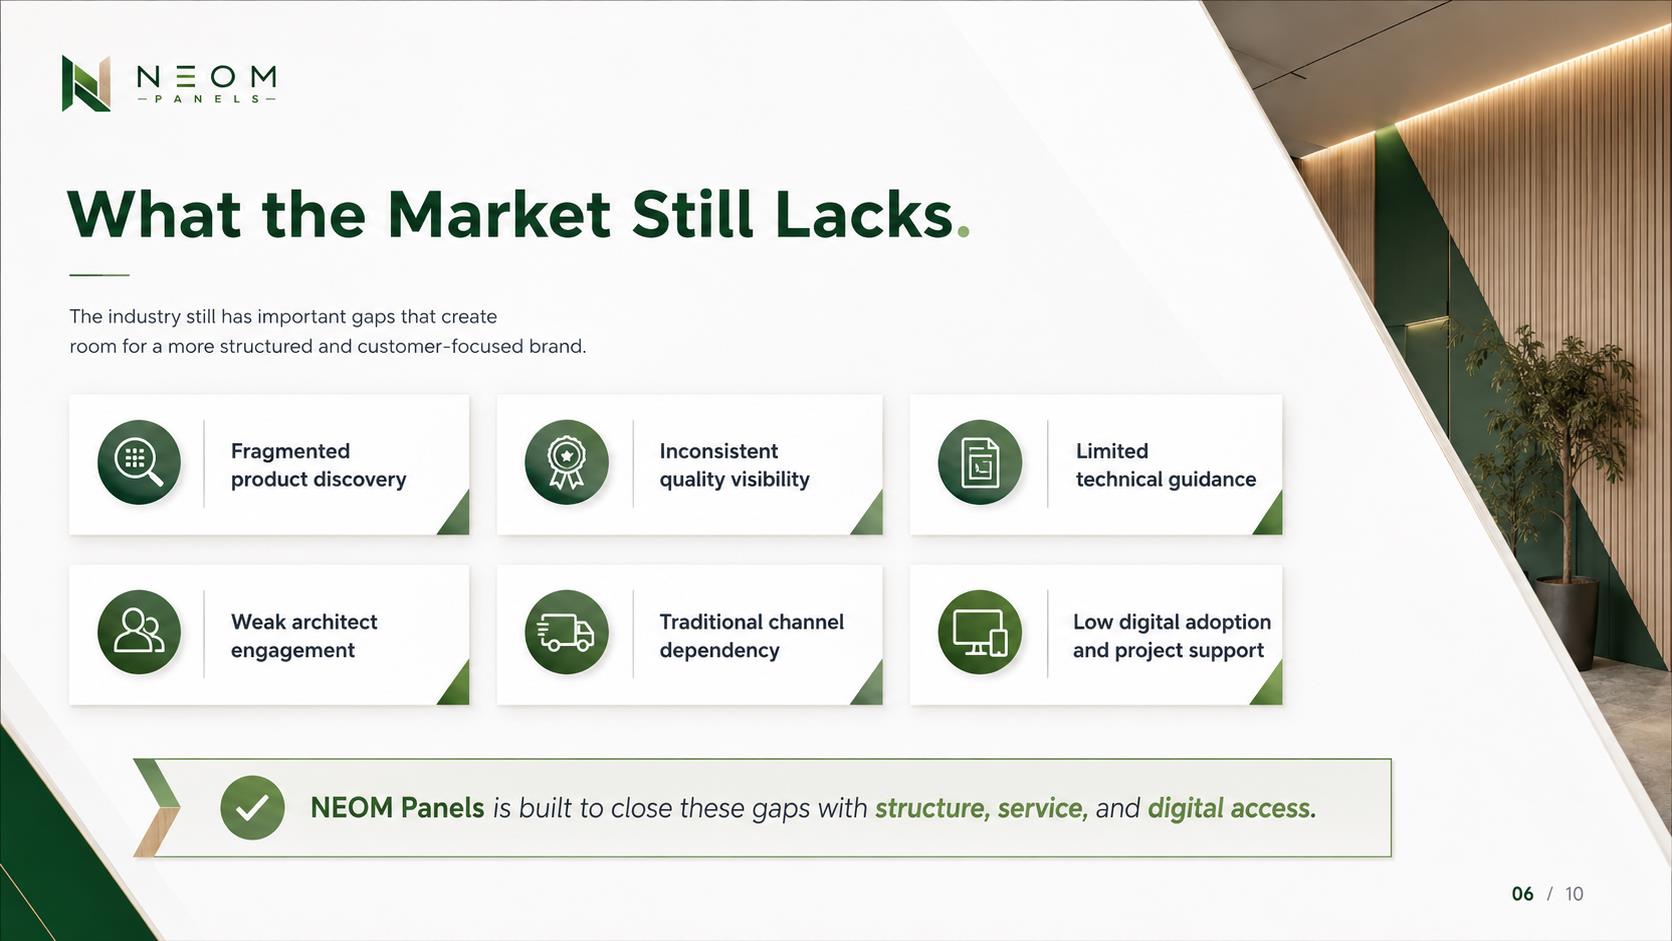 NEOM
PANELS
What the Market Still Lacks.
The industry still has important gaps that create
room for a more structured and customer-focused brand.
Fragmented
product discovery
Inconsistent
quality visibility
Limited
technical guidance
Weak architect
engagement
Traditional channel
dependency
Low digital adoption
and project support
NEOM Panels is built to close these gaps with structure, service, and digital access.
06 / 10